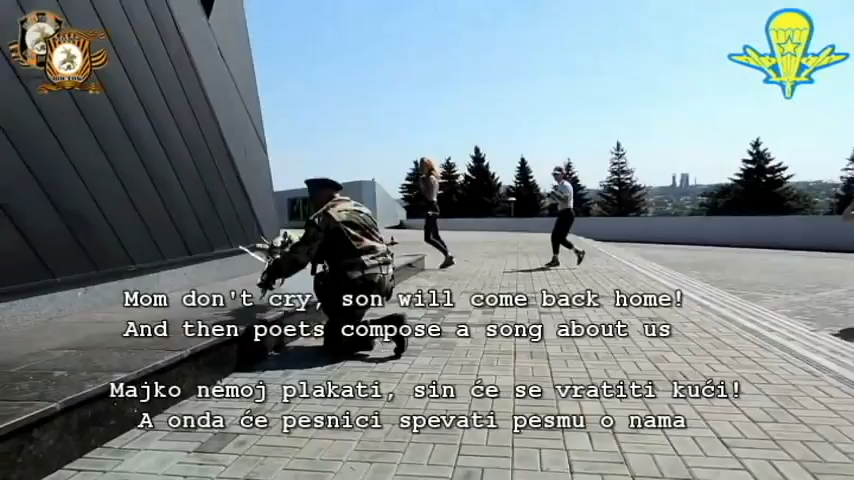 Mom don't cry, son will come back home!
And then poets compose a song about us
Majko nemoj plakati, sin će se vratiti kući!
A onda će pesnici spevati pesmu o nama